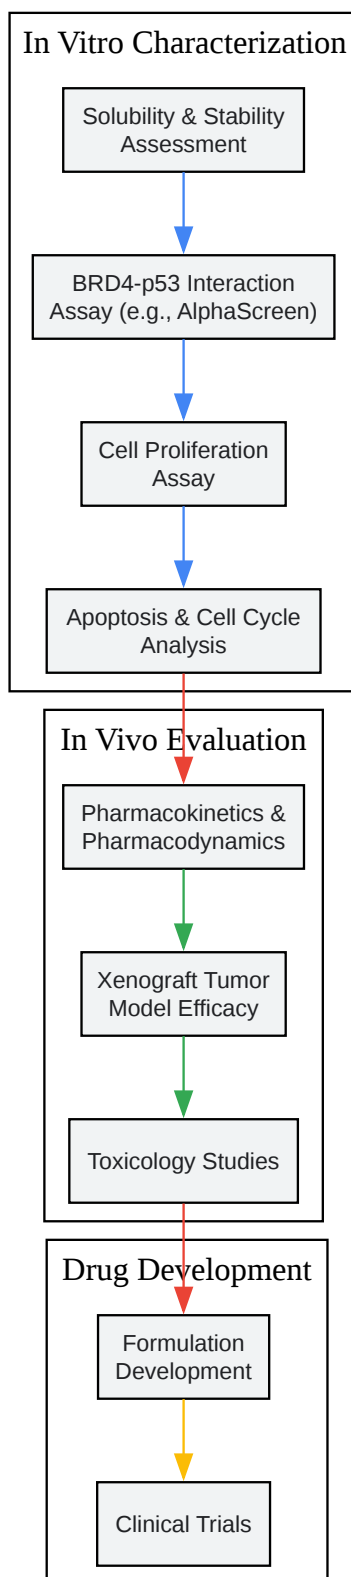 In Vitro Characterization
Solubility & Stability
Assessment
BRD4-p53 Interaction
Assay (e.g., AlphaScreen)
Cell Proliferation
Assay
Apoptosis & Cell Cycle
Analysis
In Vivo Evaluation
Pharmacokinetics &
Pharmacodynamics
Xenograft Tumor
Model Efficacy
Toxicology Studies
Drug Development
Formulation
Development
Clinical Trials